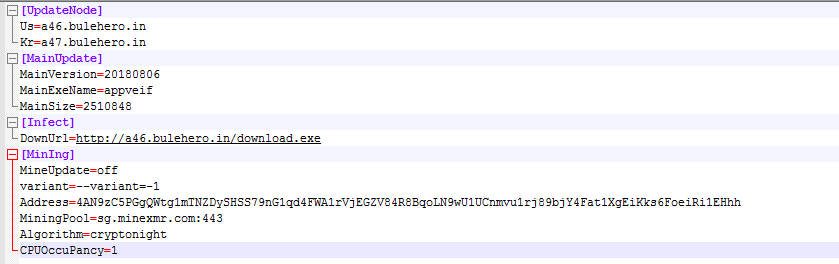 [UpdateNode]
Us=a46.bulehero.in
Kr=a47.bulehero.in
[MainUpdate]
MainVersion=20180806
MainExeName=appveif
MainSize=2510848
[Infect]
DownUrl=http://a46.bulehero.in/download.exe
[MinIng]
MineUpdate=off
variant=--variant=-1
Address=4AN9zC5PGgQWtg1mTNZDySHSS79nG1qd4FWA1rVjEGZV84R8BqoLN9wU1UCnmvu1rj89bjY4Fat1XgEiKks6FoeiRi1EHhh
MiningPool=sg.minexmr.com:443
Algorithm=cryptonight
CPUOccuPancy=1